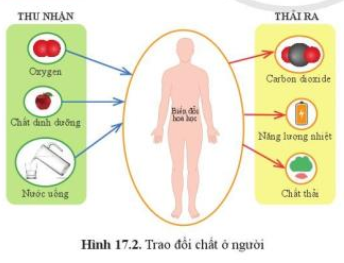 THU NHẬN
THẢI RA
Oxygen
Chất dinh dưỡng
Nước uống
Biến đổi
hoá học
Carbon dioxide
Năng lượng nhiệt
Chất thải
Hình 17.2. Trao đổi chất ở người